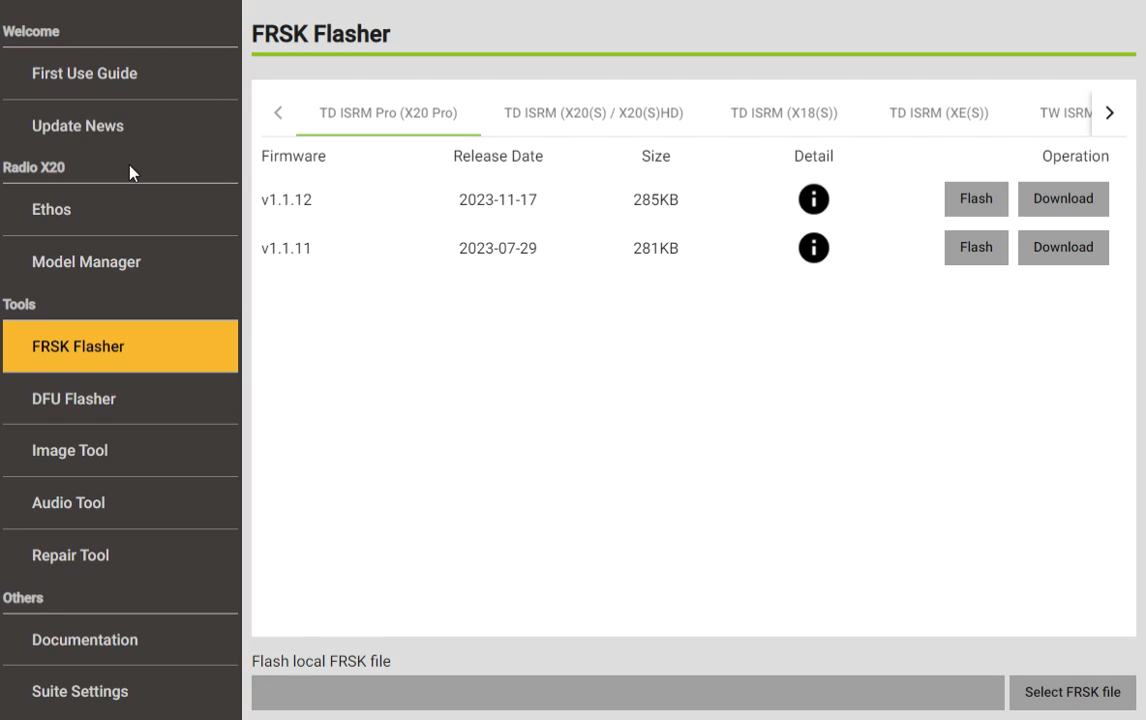 Welcome
First Use Guide
Update News
Radio X20
Ethos
Model Manager
Tools
FRSK Flasher
DFU Flasher
Image Tool
Audio Tool
Repair Tool
Others
Documentation
Suite Settings
FRSK Flasher
TD ISRM Pro (X20 Pro) TD ISRM (X20(S) / X20(S)HD) TD ISRM (X18(S)) TD ISRM (XE(S)) TW ISRM
Firmware Release Date Size Detail Operation
v1.1.12 2023-11-17 285KB Flash Download
v1.1.11 2023-07-29 281KB Flash Download
Flash local FRSK file
Select FRSK file